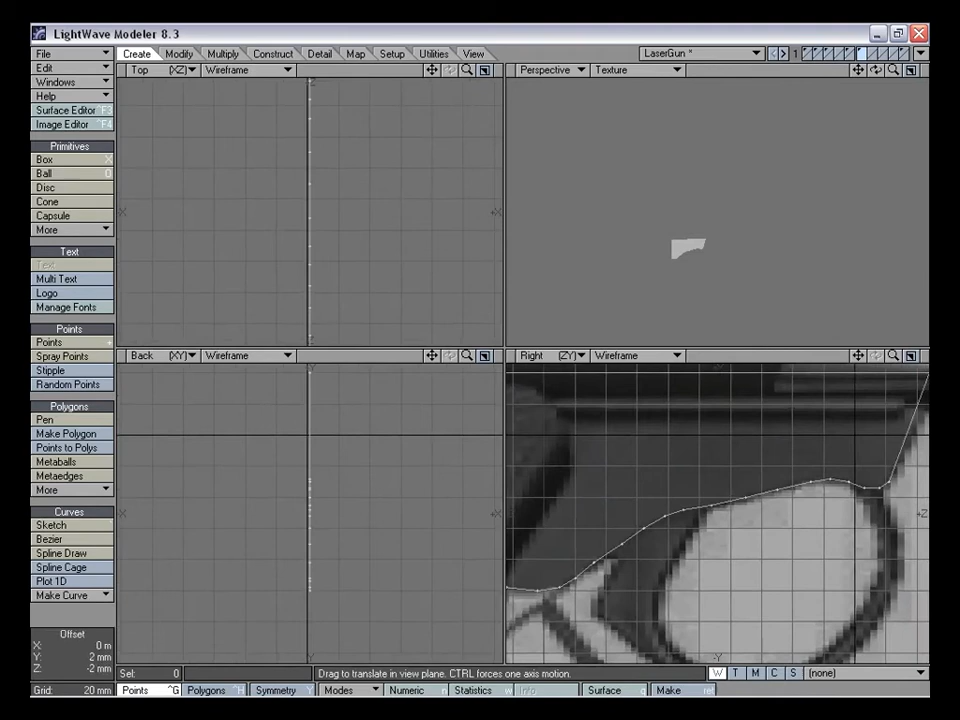 LightWave Modeler 8.3
File Create Modify Multiply Construct Detail Map Setup Utilities View LaserGun * 1
Edit Top (XZ) Wireframe Perspective Texture
Windows
Help
Surface Editor ^F3
Image Editor ^F4
Primitives
Box X
Ball O
Disc
Cone
Capsule
More
Text
Text
Multi Text
Logo
Manage Fonts
Points
Points +
Back (XY) Wireframe Right (ZY) Wireframe
Spray Points
Stipple
Random Points
Polygons
Pen
Make Polygon
Points to Polys
Metaballs
Metaedges
More
Curves
Sketch
Bezier
Spline Draw
Spline Cage
Plot 1D
Make Curve
Offset
X: 0 m
Y: 2 mm
Z: -2 mm
Sel: 0 Drag to translate in view plane. CTRL forces one axis motion. W T M C S (none)
Grid: 20 mm Points ^G Polygons ^H Symmetry Y Modes Numeric n Statistics w Info i Surface q Make ret